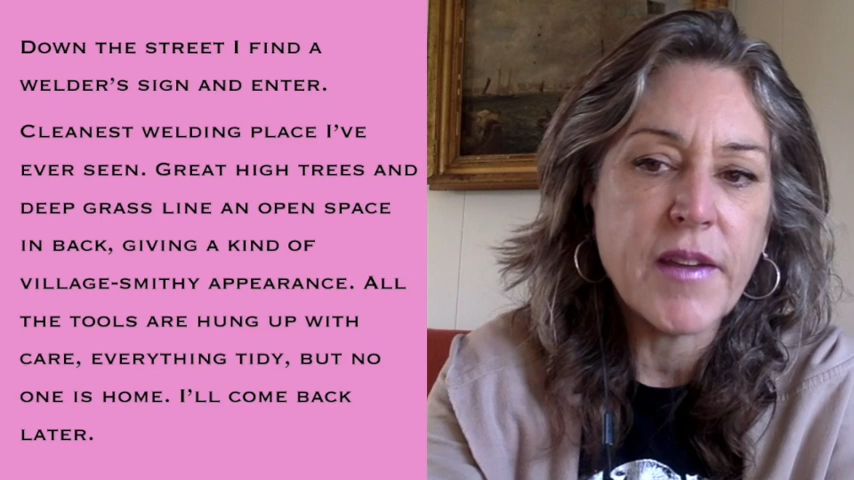 Down the street I find a
welder's sign and enter.
Cleanest welding place I've
ever seen. Great high trees and
deep grass line an open space
in back, giving a kind of
village-smithy appearance. All
the tools are hung up with
care, everything tidy, but no
one is home. I'll come back
later.